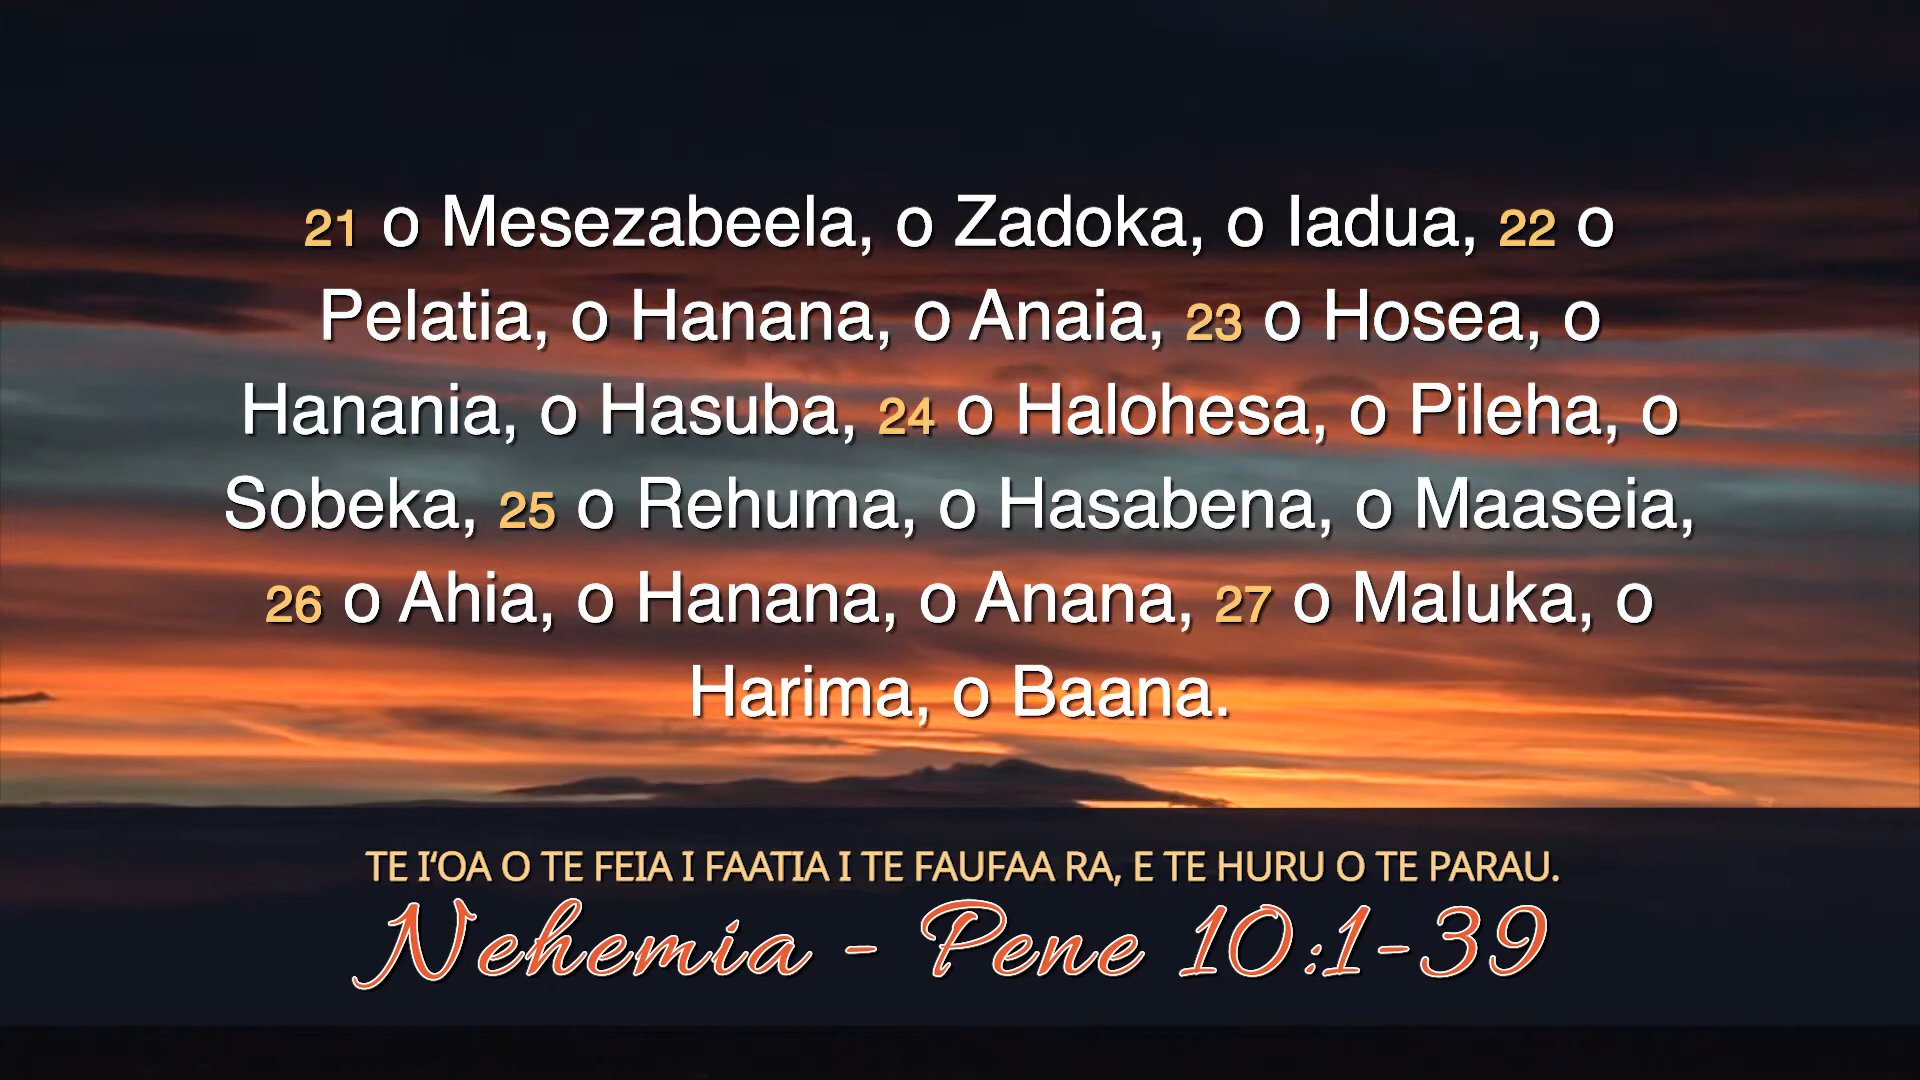 21 o Mesezabeela, o Zadoka, o Iadua, 22 o
Pelatia, o Hanana, o Anaia, 23 o Hosea, o
Hanania, o Hasuba, 24 o Halohesa, o Pileha, o
Sobeka, 25 o Rehuma, o Hasabena, o Maaseia,
26 o Ahia, o Hanana, o Anana, 27 o Maluka, o
Harima, o Baana.
TE I‘OA O TE FEIA I FAATIA I TE FAUFAA RA, E TE HURU O TE PARAU.
Nehemia - Pene 10:1-39